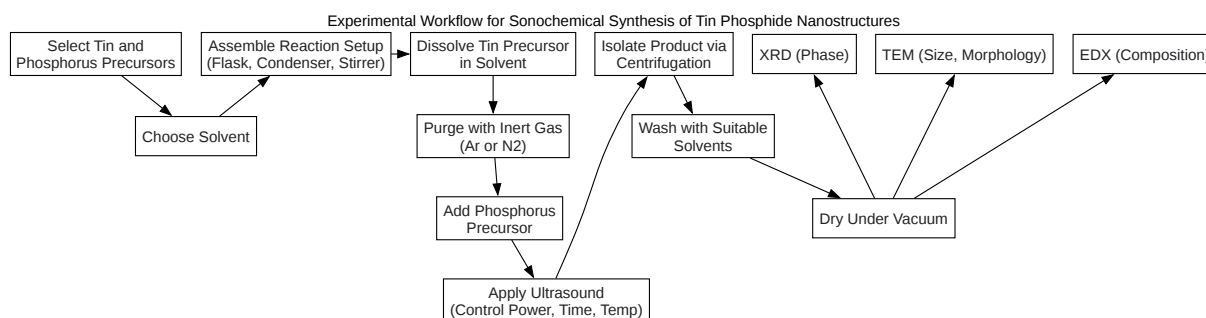 Experimental Workflow for Sonochemical Synthesis of Tin Phosphide Nanostructures
Select Tin and
Phosphorus Precursors
Choose Solvent
Assemble Reaction Setup
(Flask, Condenser, Stirrer)
Dissolve Tin Precursor
in Solvent
Purge with Inert Gas
(Ar or N2)
Add Phosphorus
Precursor
Apply Ultrasound
(Control Power, Time, Temp)
Isolate Product via
Centrifugation
Wash with Suitable
Solvents
Dry Under Vacuum
XRD (Phase)
TEM (Size, Morphology)
EDX (Composition)